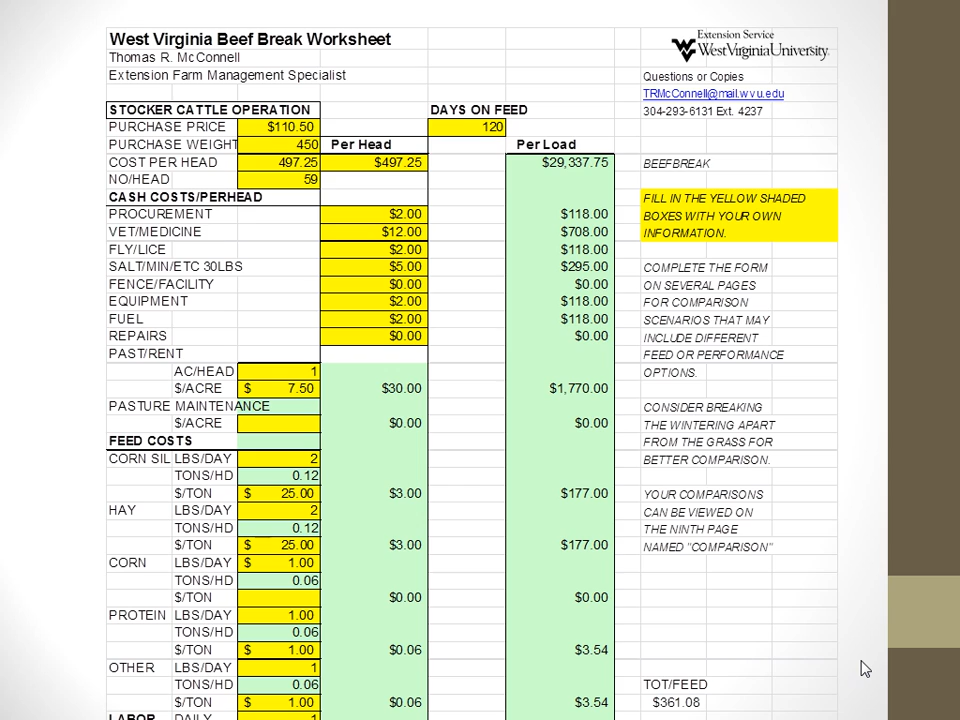 West Virginia Beef Break Worksheet
Extension Service
WestVirginiaUniversity
Thomas R. McConnell
Extension Farm Management Specialist
Questions or Copies
TRMcConnell@mail.wvu.edu
STOCKER CATTLE OPERATION DAYS ON FEED 304-293-6131 Ext. 4237
PURCHASE PRICE $110.50 120
PURCHASE WEIGHT 450 Per Head Per Load
COST PER HEAD 497.25 $497.25 $29,337.75 BEEFBREAK
NO/HEAD 59
CASH COSTS/PERHEAD FILL IN THE YELLOW SHADED
PROCUREMENT $2.00 $118.00 BOXES WITH YOUR OWN
VET/MEDICINE $12.00 $708.00 INFORMATION.
FLY/LICE $2.00 $118.00
SALT/MIN/ETC 30LBS $5.00 $295.00 COMPLETE THE FORM
FENCE/FACILITY $0.00 $0.00 ON SEVERAL PAGES
EQUIPMENT $2.00 $118.00 FOR COMPARISON
FUEL $2.00 $118.00 SCENARIOS THAT MAY
REPAIRS $0.00 $0.00 INCLUDE DIFFERENT
PAST/RENT FEED OR PERFORMANCE
AC/HEAD 1 OPTIONS.
$/ACRE $ 7.50 $30.00 $1,770.00
PASTURE MAINTENANCE CONSIDER BREAKING
$/ACRE $0.00 $0.00 THE WINTERING APART
FEED COSTS FROM THE GRASS FOR
CORN SIL LBS/DAY 2 BETTER COMPARISON.
TONS/HD 0.12
$/TON $ 25.00 $3.00 $177.00 YOUR COMPARISONS
HAY LBS/DAY 2 CAN BE VIEWED ON
TONS/HD 0.12 THE NINTH PAGE
$/TON $ 25.00 $3.00 $177.00 NAMED "COMPARISON"
CORN LBS/DAY $ 1.00
TONS/HD 0.06
$/TON $0.00 $0.00
PROTEIN LBS/DAY 1.00
TONS/HD 0.06
$/TON $ 1.00 $0.06 $3.54
OTHER LBS/DAY 1
TONS/HD 0.06 TOT/FEED
$/TON $ 1.00 $0.06 $3.54 $361.08
LABOR DAILY 1